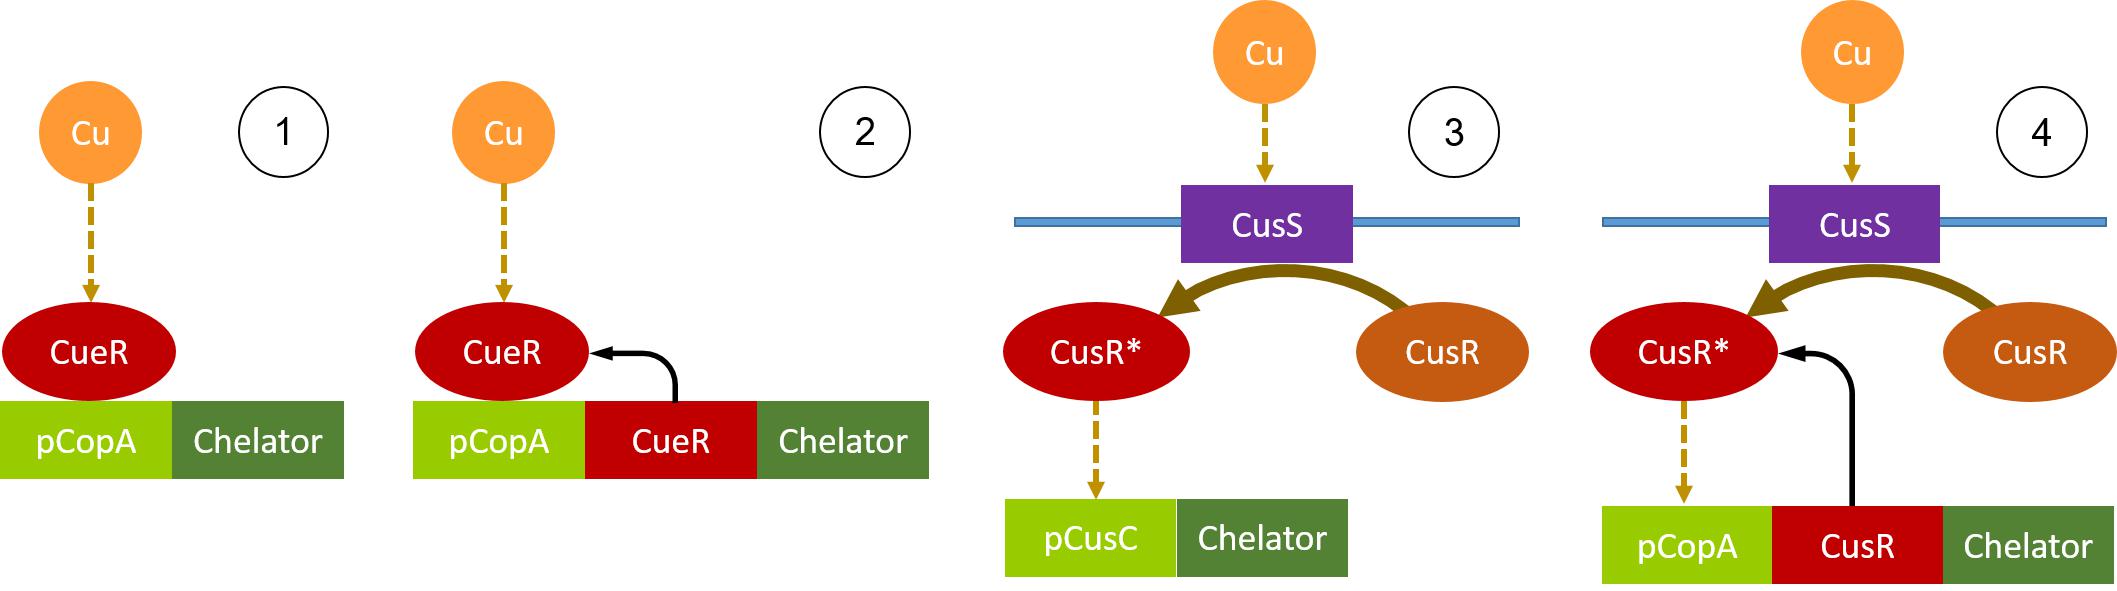 Cu
1
CueR
pCopA Chelator
Cu
2
CueR
pCopA CueR Chelator
Cu
3
CusS
CusR* CusR
pCusC Chelator
Cu
4
CusS
CusR* CusR
pCopA CusR Chelator